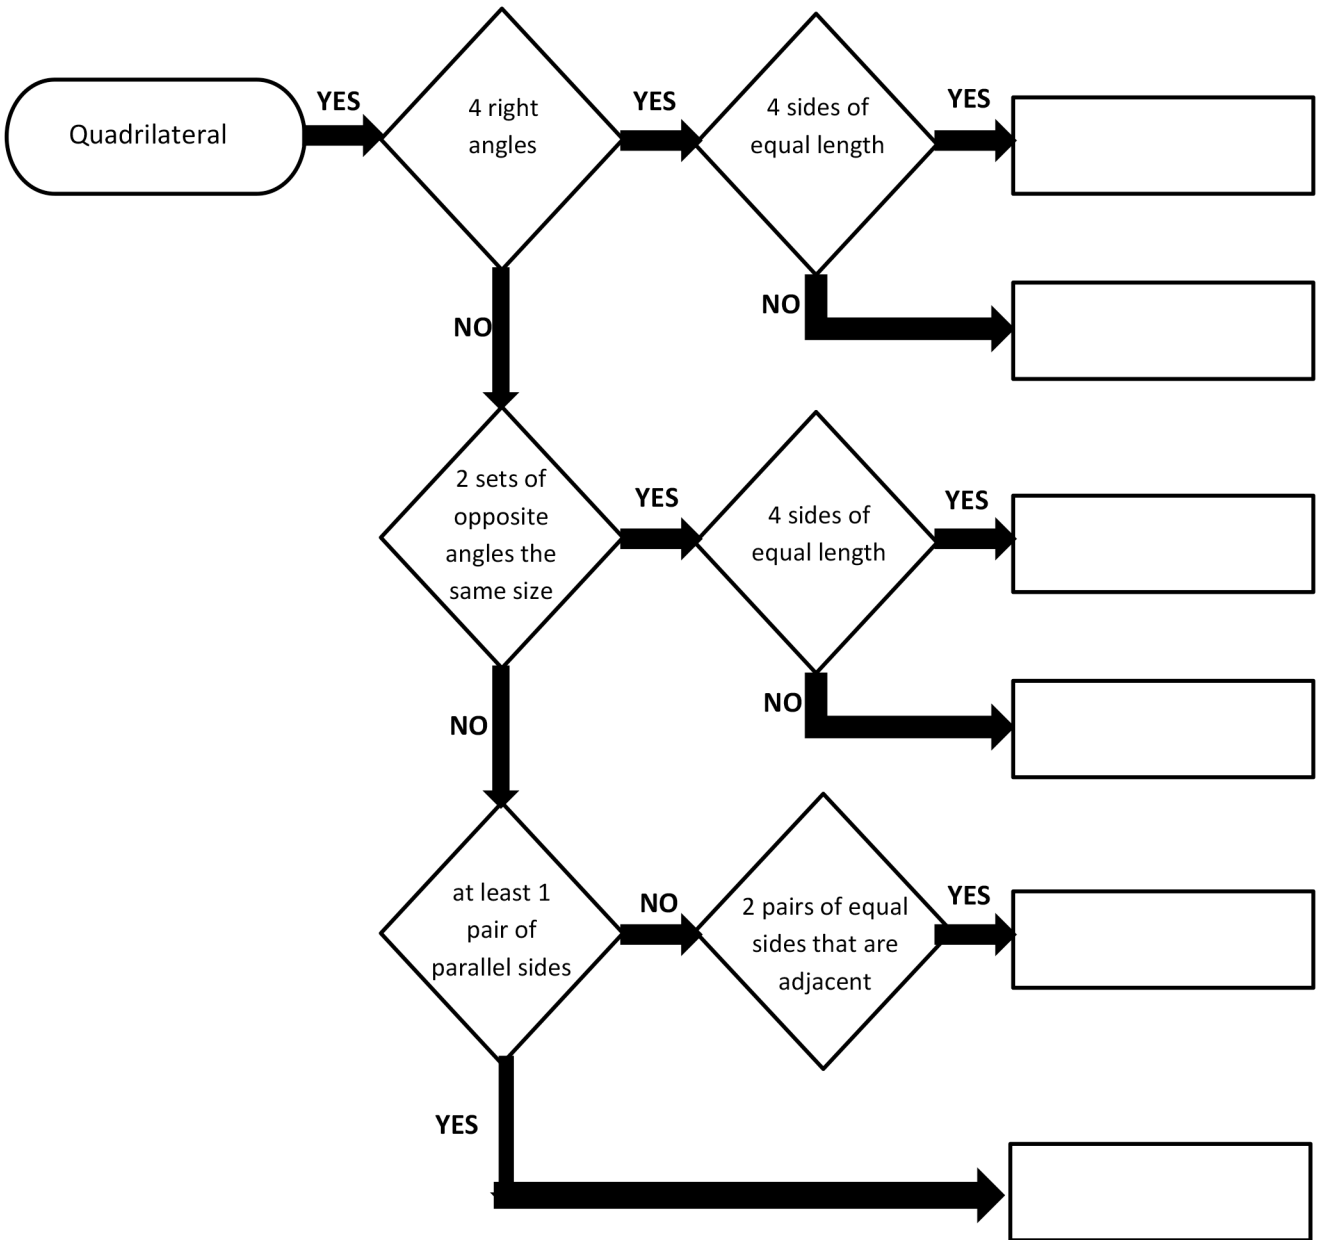 Quadrilateral
YES
4 right
angles
YES
4 sides of
equal length
YES
NO
NO
2 sets of
opposite
angles the
same size
YES
4 sides of
equal length
YES
NO
NO
at least 1
pair of
parallel sides
NO
2 pairs of equal
sides that are
adjacent
YES
YES